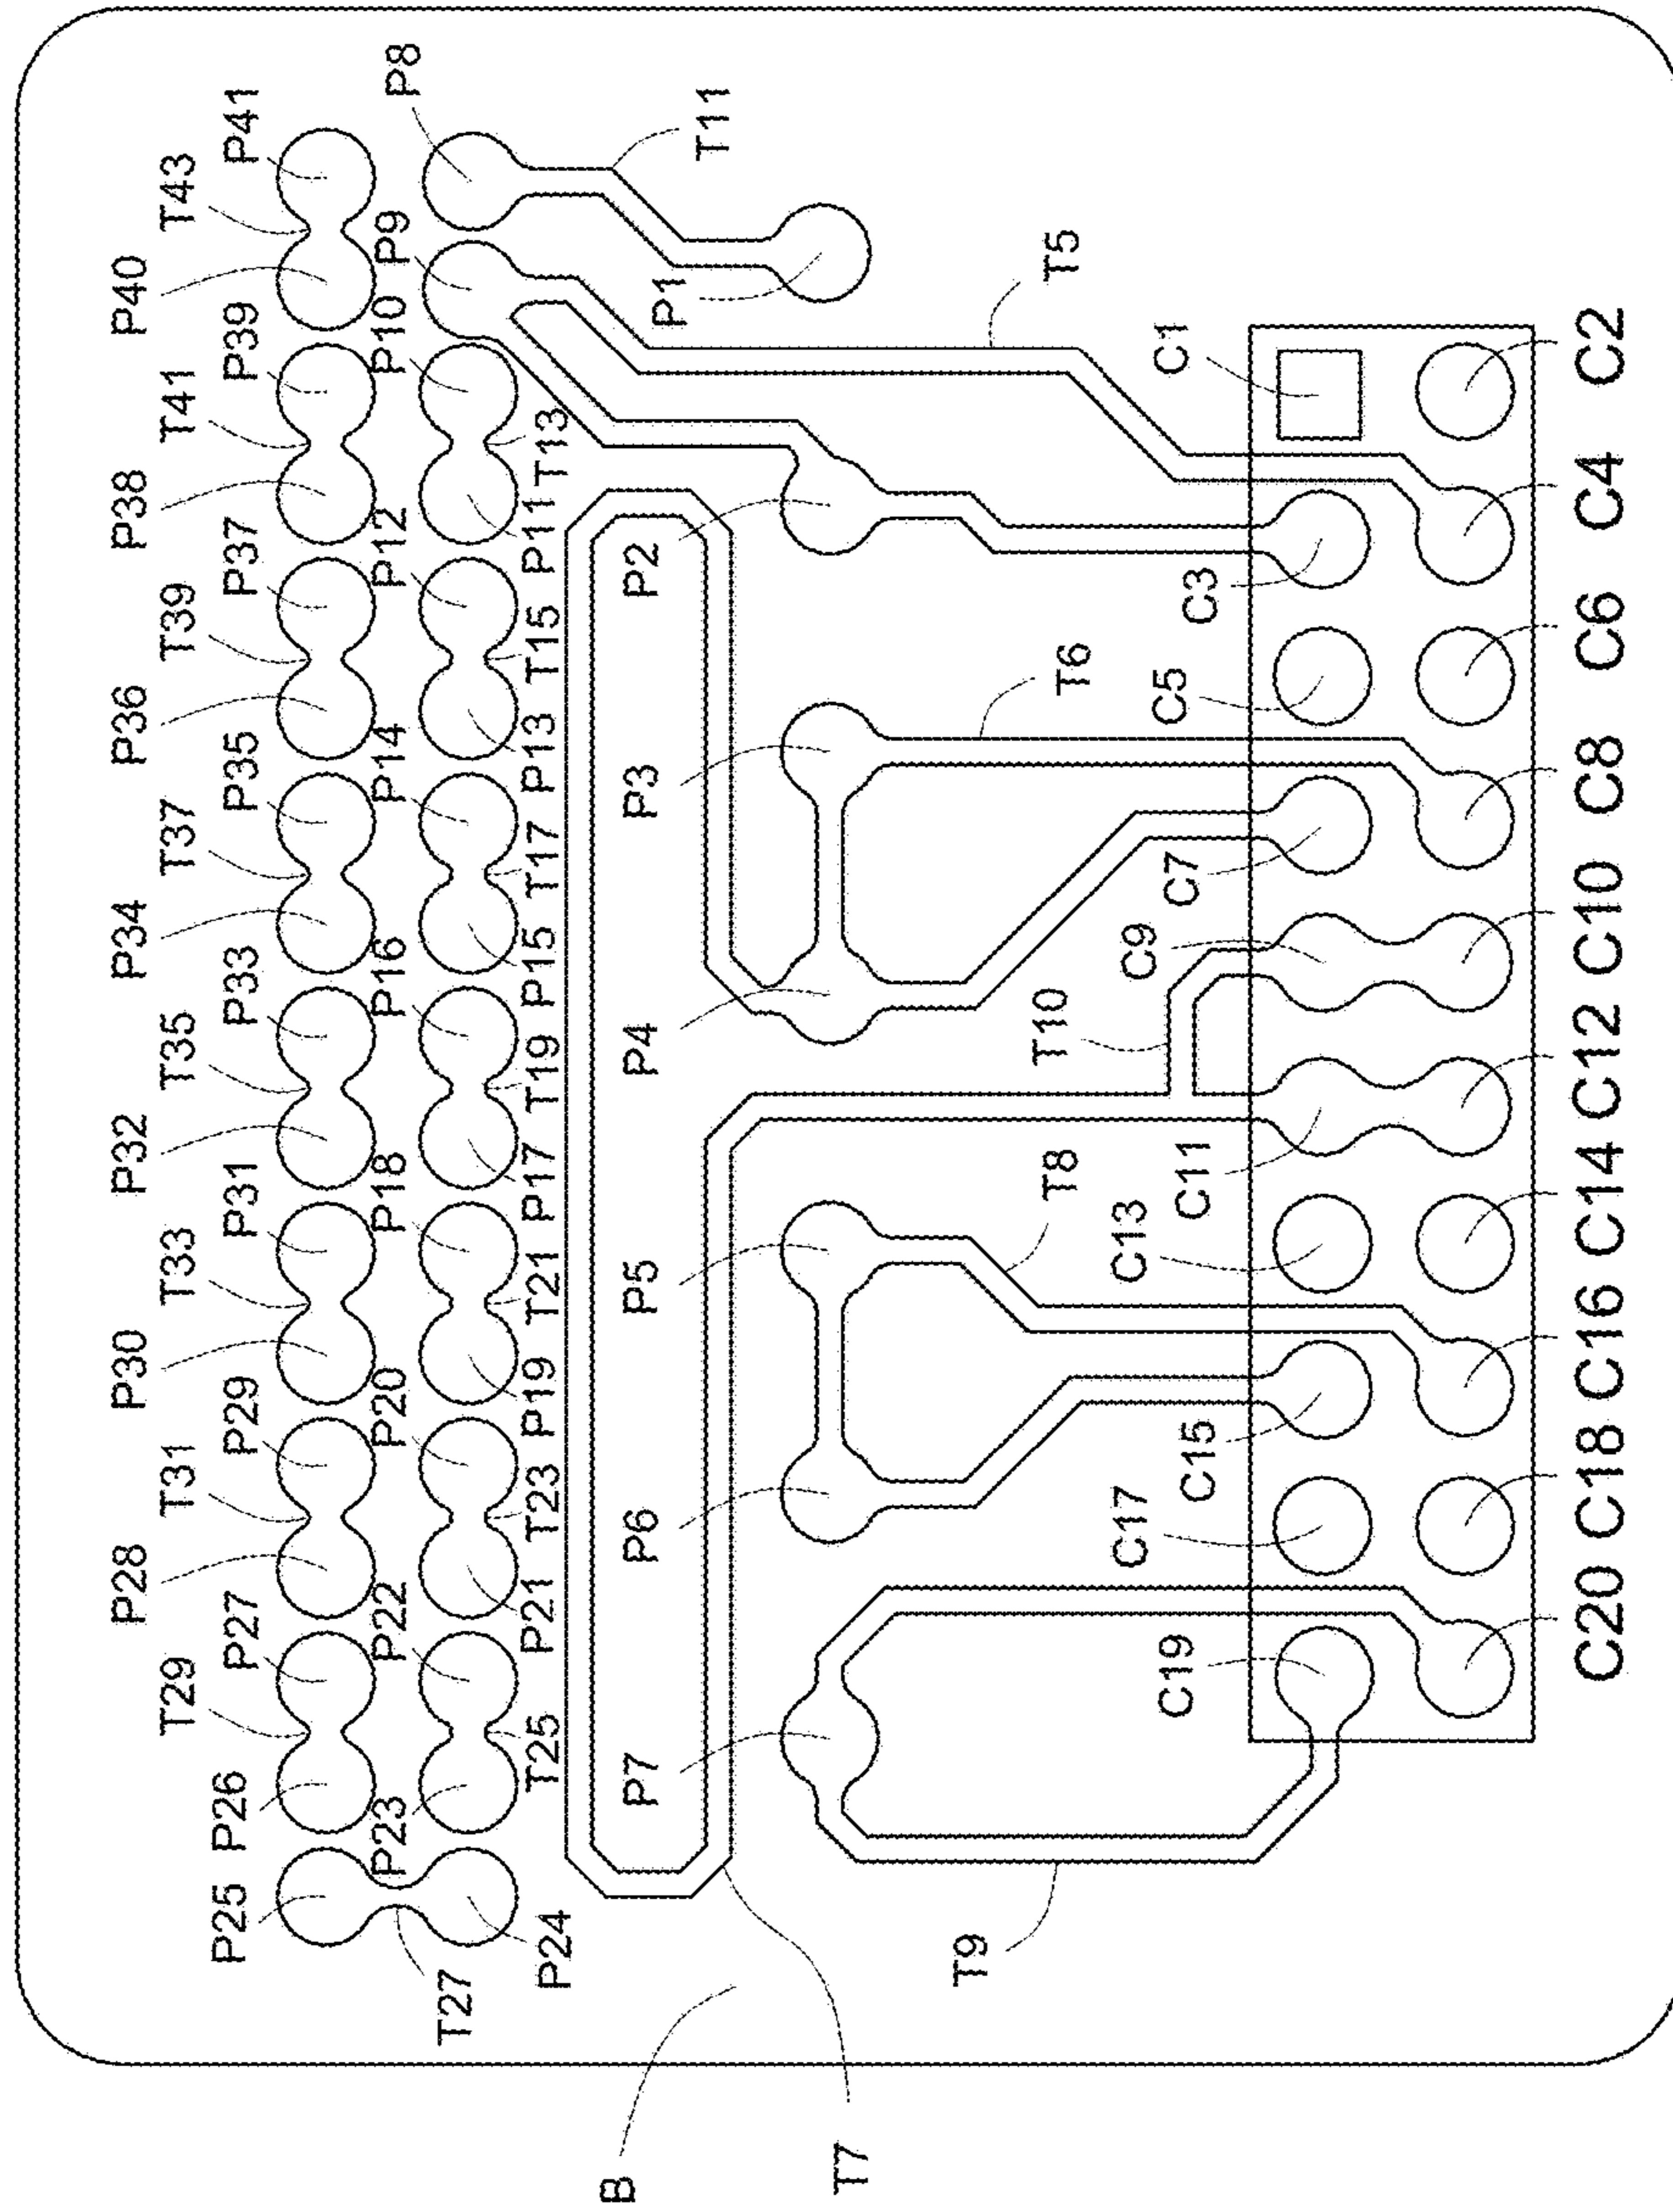 P28 P30 P32 P34 P36 P38 P40
T29 T31 T33 T35 T37 T39 T41 T43
P25 P26 P27 P29 P31 P33 P35 P37 P39 P41
P23 P22 P20 P18 P16 P14 P12 P10 P9 P8
T27
P24 T25 P21 T23 P19 T21 P17 T19 P15 T17 P13 T15 P11 T13
B P7 P6 P5 P4 P3 P2 P1
T11
T7
T9 T8 T10 T6 T5
C17 C13 C9
C19 C15 C11 C7 C5 C3 C1
C20 C18 C16 C14 C12 C10 C8 C6 C4 C2